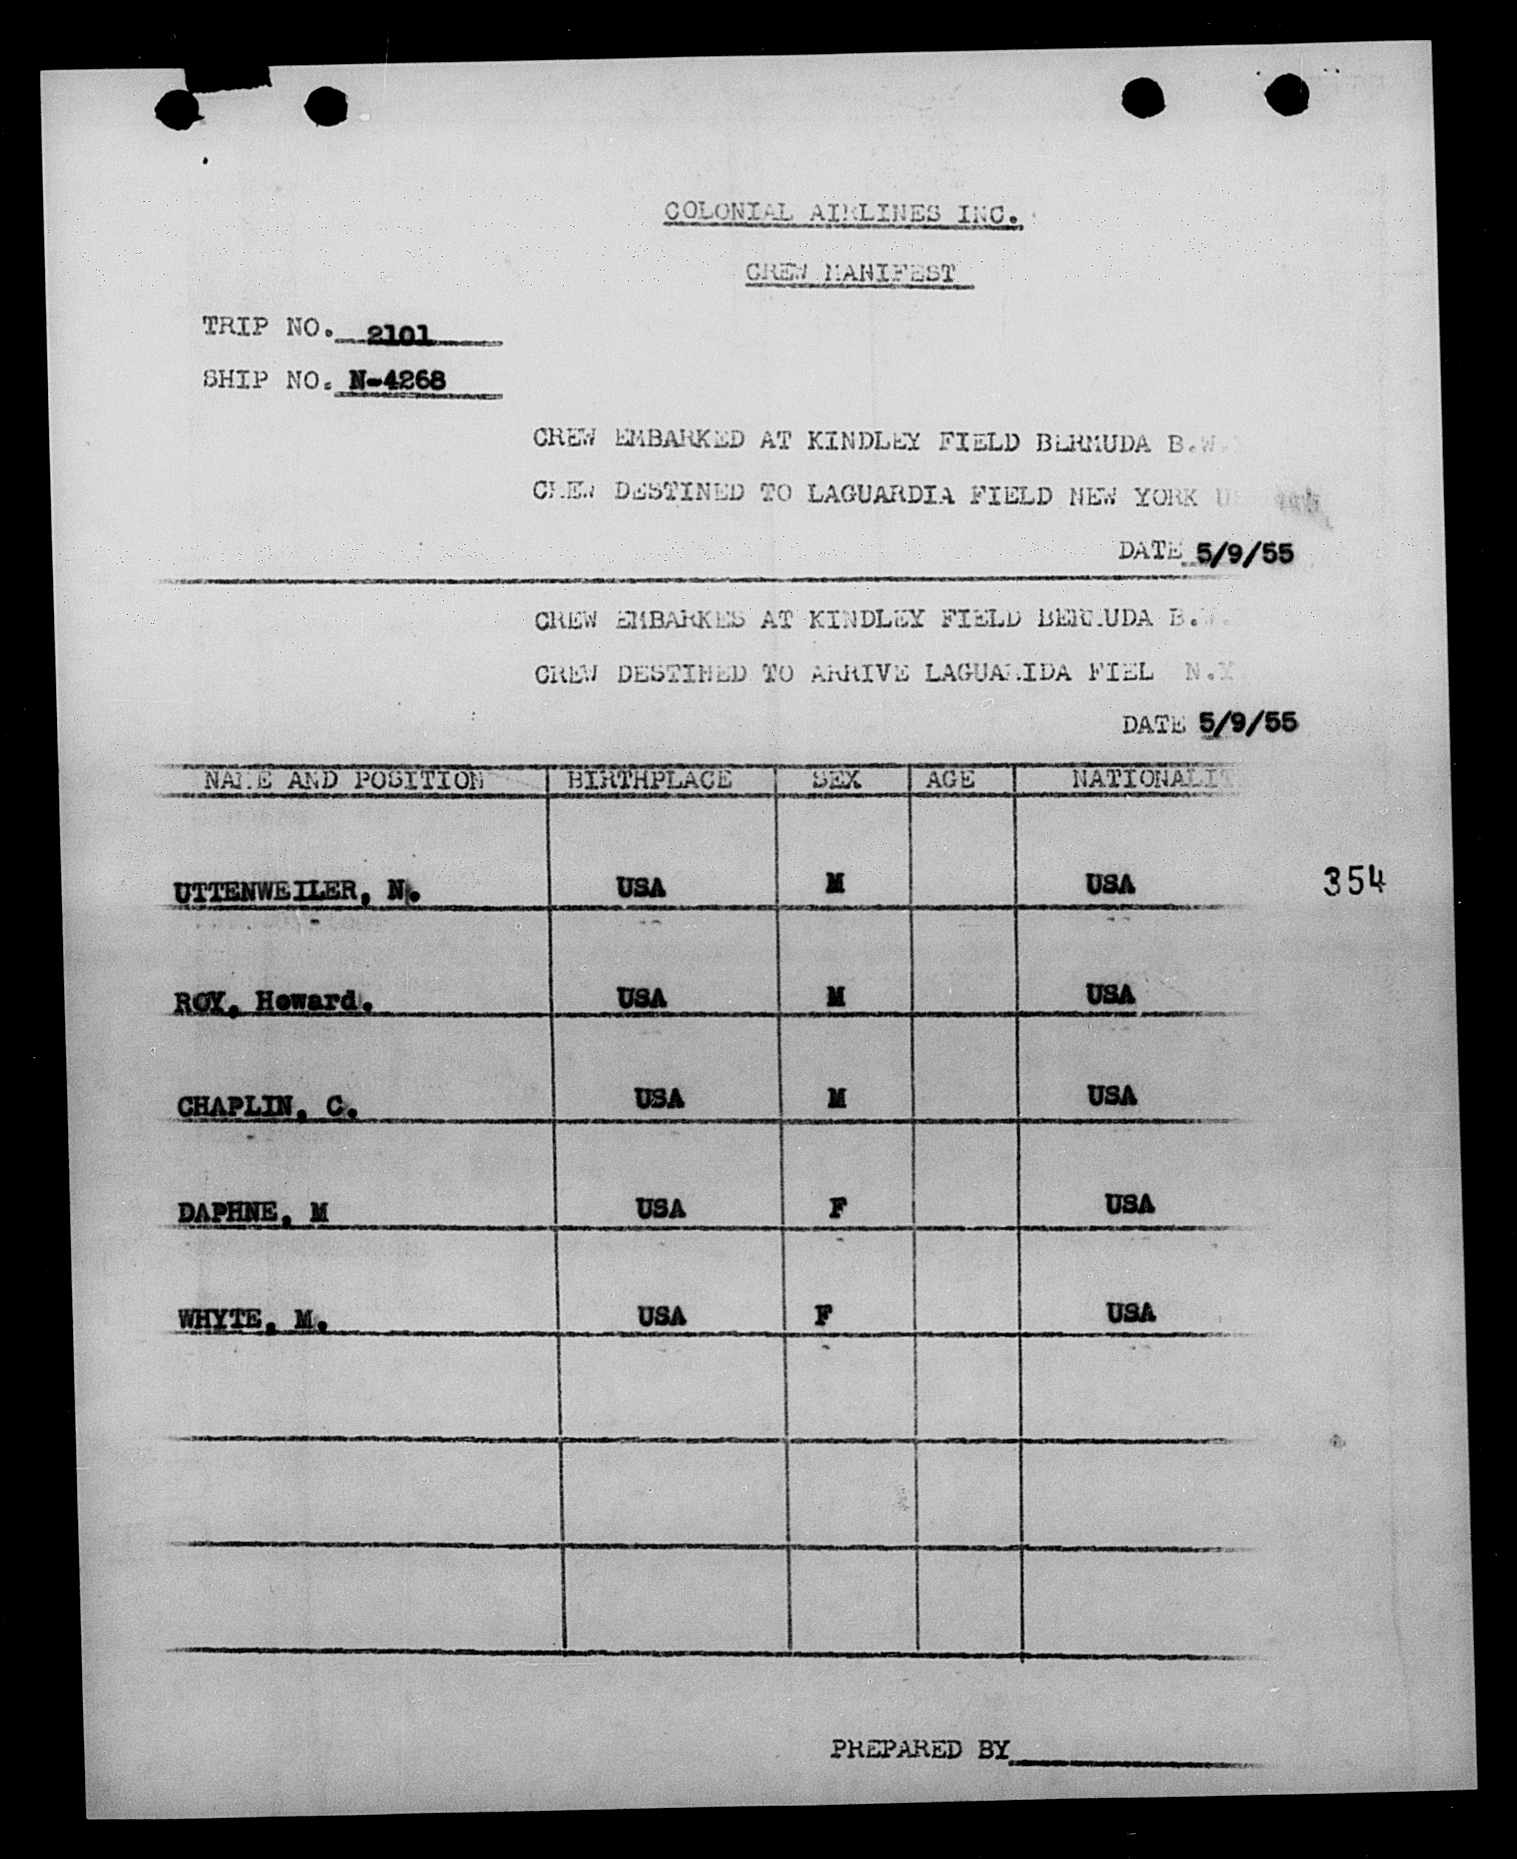 COLONIAL AIRLINES INC.
CREW MANIFEST
TRIP NO. 2101
SHIP NO. N-4268
CREW EMBARKED AT KINDLEY FIELD BERMUDA B.W.
CREW DESTINED TO LAGUARDIA FIELD NEW YORK
DATE 5/9/55
CREW EMBARKES AT KINDLEY FIELD BERMUDA B.W.
CREW DESTINED TO ARRIVE LAGUARIDA FIEL N.Y
DATE 5/9/55
NAME AND POSITION BIRTHPLACE SEX AGE NATIONALIT
UTTENWEILER, N. USA M USA 354
ROY, Howard. USA M USA
CHAPLIN, C. USA M USA
DAPHNE, M USA F USA
WHYTE, M. USA F USA
PREPARED BY